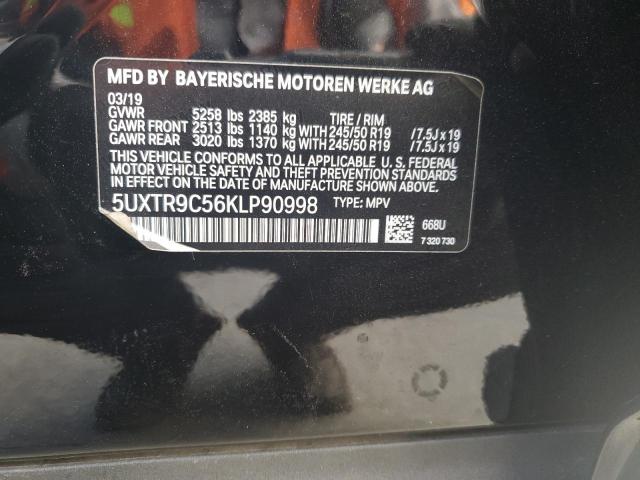 MFD BY BAYERISCHE MOTOREN WERKE AG
03/19
GVWR 5258 lbs 2385 kg TIRE / RIM
GAWR FRONT 2513 lbs 1140 kg WITH 245/50 R19 /7.5J x 19
GAWR REAR 3020 lbs 1370 kg WITH 245/50 R19 /7.5J x 19
THIS VEHICLE CONFORMS TO ALL APPLICABLE U. S. FEDERAL
MOTOR VEHICLE SAFETY AND THEFT PREVENTION STANDARDS
IN EFFECT ON THE DATE OF MANUFACTURE SHOWN ABOVE.
5UXTR9C56KLP90998 TYPE: MPV
668U
7 320 730